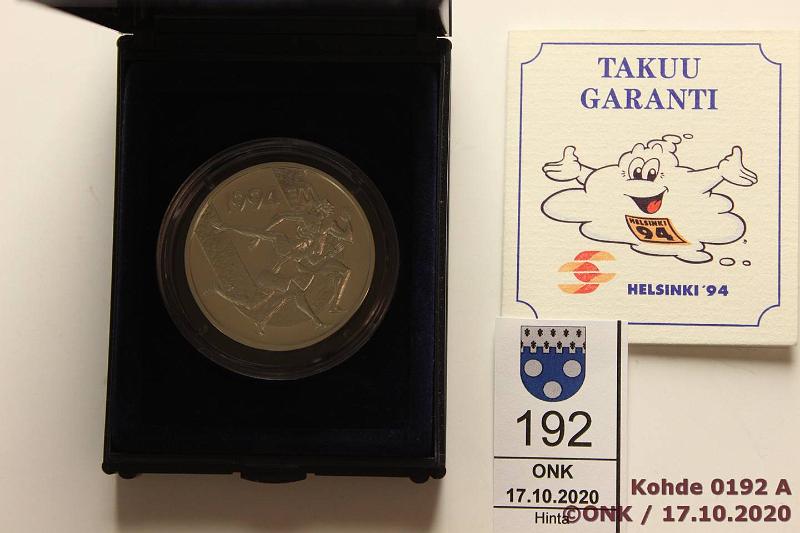 1994 EM
TAKUU
GARANTI
HELSINKI
94
HELSINKI '94
192
ONK
17.10.2020
Hinta
Kohde 0192 A
©ONK / 17.10.2020